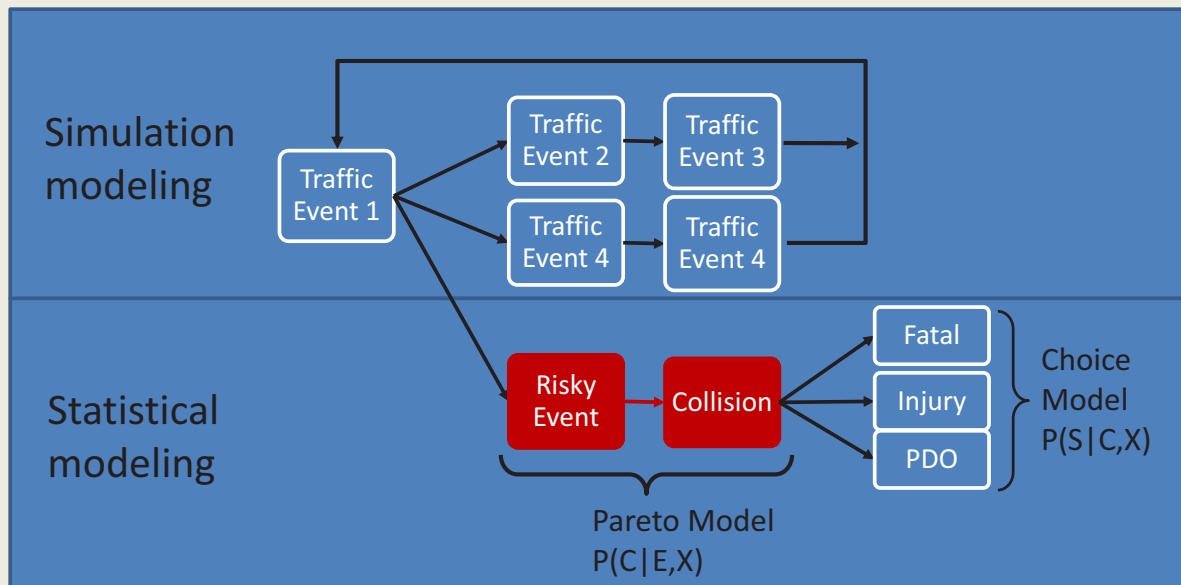 Simulation
modeling
Traffic
Event 1
Traffic
Event 2
Traffic
Event 3
Traffic
Event 4
Traffic
Event 4
Statistical
modeling
Risky
Event
Collision
Fatal
Injury
PDO
Choice
Model
P(S|C,X)
Pareto Model
P(C|E,X)